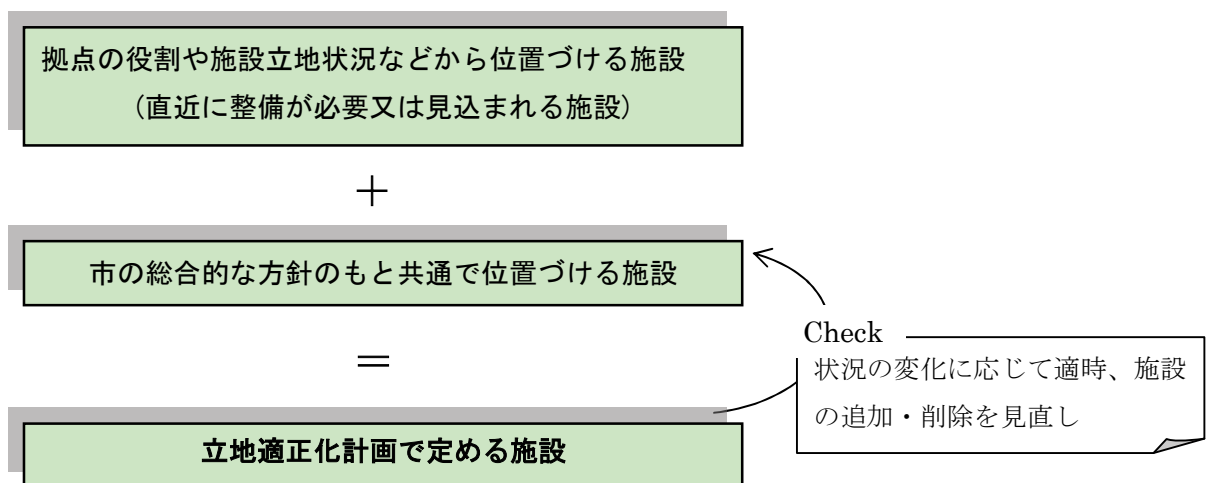 拠点の役割や施設立地状況などから位置づける施設
（直近に整備が必要又は見込まれる施設）
＋
市の総合的な方針のもと共通で位置づける施設
＝
Check
状況の変化に応じて適時、施設
の追加・削除を見直し
立地適正化計画で定める施設